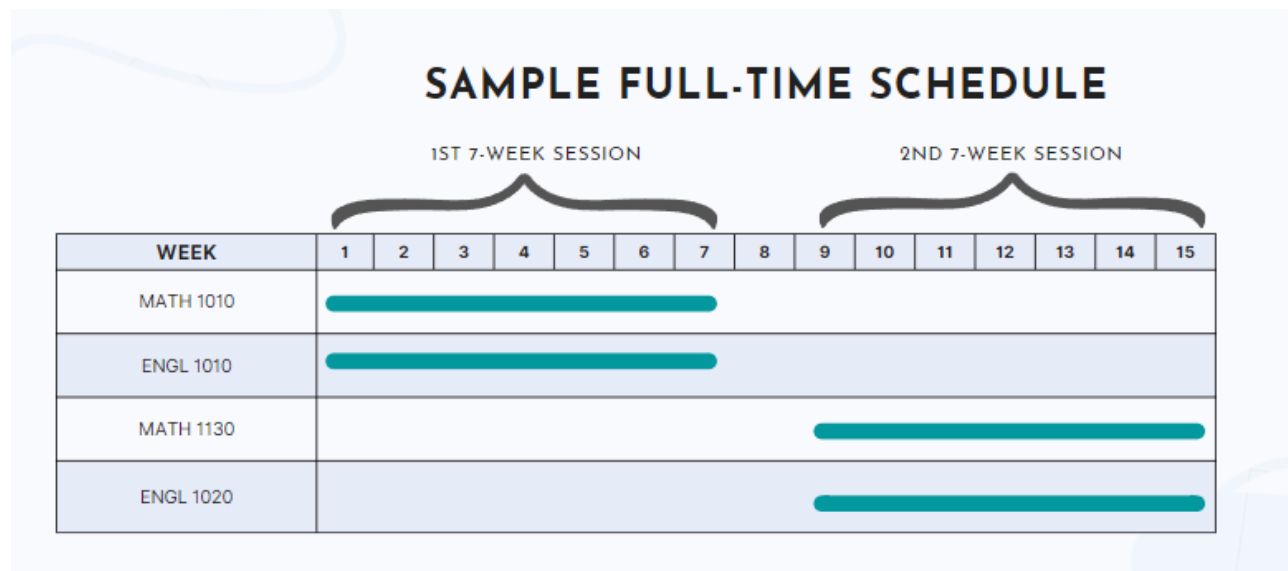 SAMPLE FULL-TIME SCHEDULE
1ST 7-WEEK SESSION 2ND 7-WEEK SESSION
WEEK 1 2 3 4 5 6 7 8 9 10 11 12 13 14 15
MATH 1010
ENGL 1010
MATH 1130
ENGL 1020